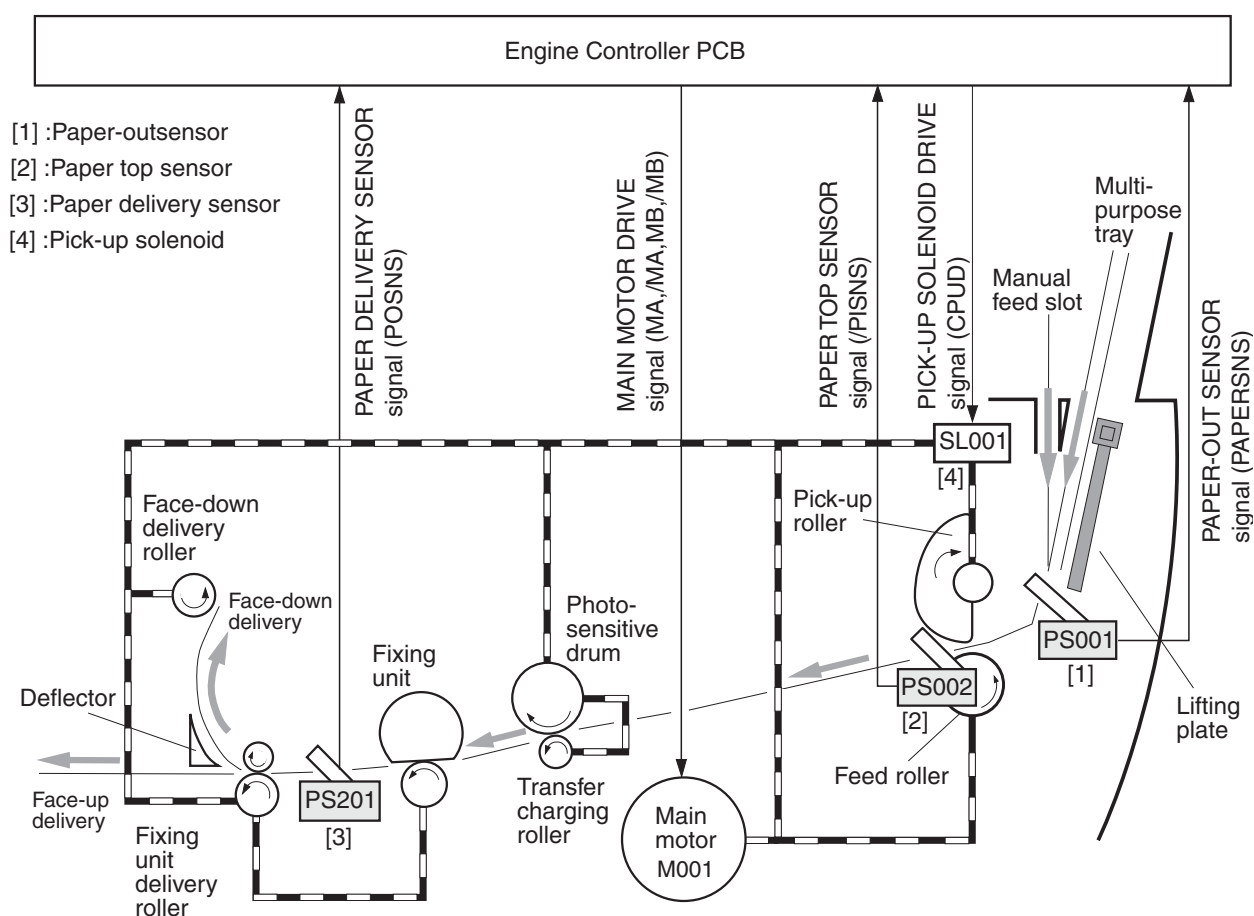 Engine Controller PCB
[1] :Paper-outsensor
[2] :Paper top sensor
[3] :Paper delivery sensor
[4] :Pick-up solenoid
PAPER DELIVERY SENSOR
signal (POSNS)
MAIN MOTOR DRIVE
signal (MA,/MA,MB,/MB)
PAPER TOP SENSOR
signal (/PISNS)
PICK-UP SOLENOID DRIVE
signal (CPUD)
Multi-
purpose
tray
Manual
feed slot
PAPER-OUT SENSOR
signal (PAPERSNS)
SL001
[4]
Pick-up
roller
Face-down
delivery
roller
Face-down
delivery
Photo-
sensitive
drum
Fixing
unit
PS001
[1]
PS002
[2]
Lifting
plate
Deflector
Feed roller
Face-up
delivery
PS201
[3]
Transfer
charging
roller
Main
motor
M001
Fixing
unit
delivery
roller